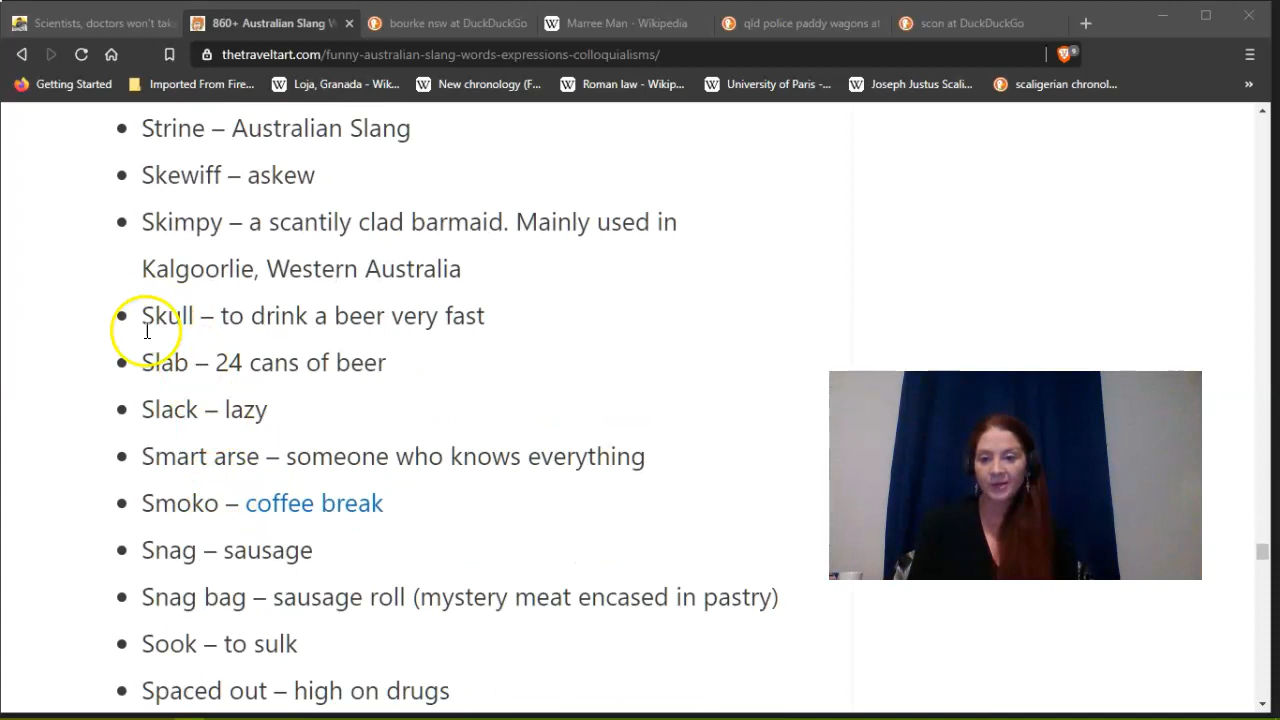 Scientists, doctors won't tak
860+ Australian Slang W
bourke nsw at DuckDuckGo
Marree Man - Wikipedia
qld police paddy wagons at
scon at DuckDuckGo
thetraveltart.com/funny-australian-slang-words-expressions-colloquialisms/
Getting Started
Imported From Fire...
Loja, Granada - Wik...
New chronology (F...
Roman law - Wikip...
University of Paris -...
Joseph Justus Scali...
scaligerian chronol...
• Strine – Australian Slang
• Skewiff – askew
• Skimpy – a scantily clad barmaid. Mainly used in
Kalgoorlie, Western Australia
• Skull – to drink a beer very fast
• Slab – 24 cans of beer
• Slack – lazy
• Smart arse – someone who knows everything
• Smoko – coffee break
• Snag – sausage
• Snag bag – sausage roll (mystery meat encased in pastry)
• Sook – to sulk
• Spaced out – high on drugs